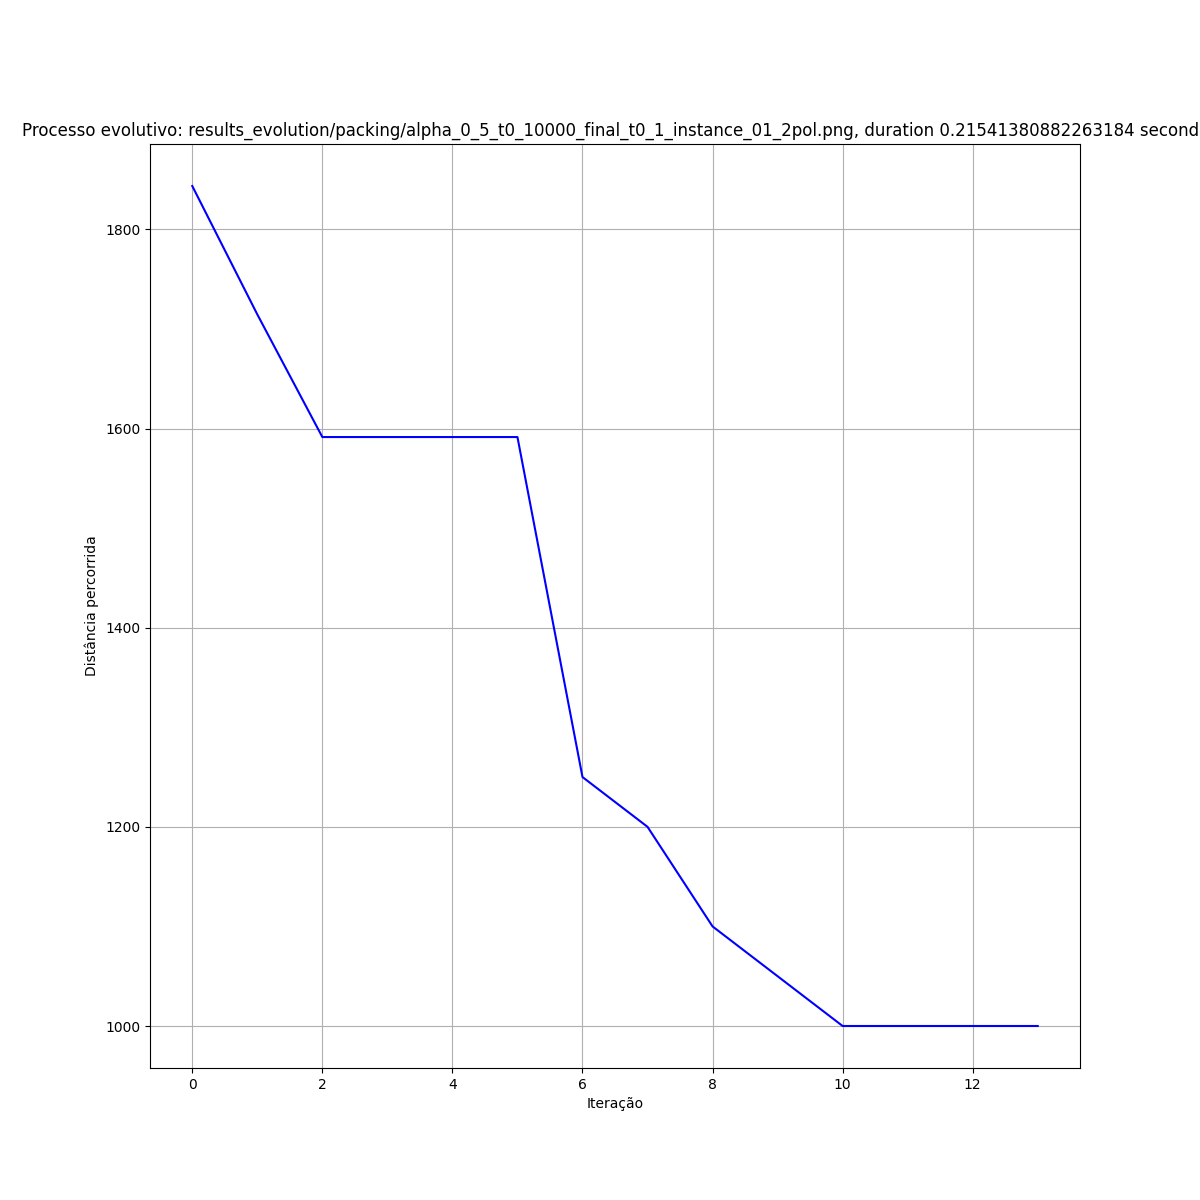 Processo evolutivo: results_evolution/packing/alpha_0_5_t0_10000_final_t0_1_instance_01_2pol.png, duration 0.21541380882263184 second
1800
1600
1400
1200
1000
Distância percorrida
0 2 4 6 8 10 12
Iteração